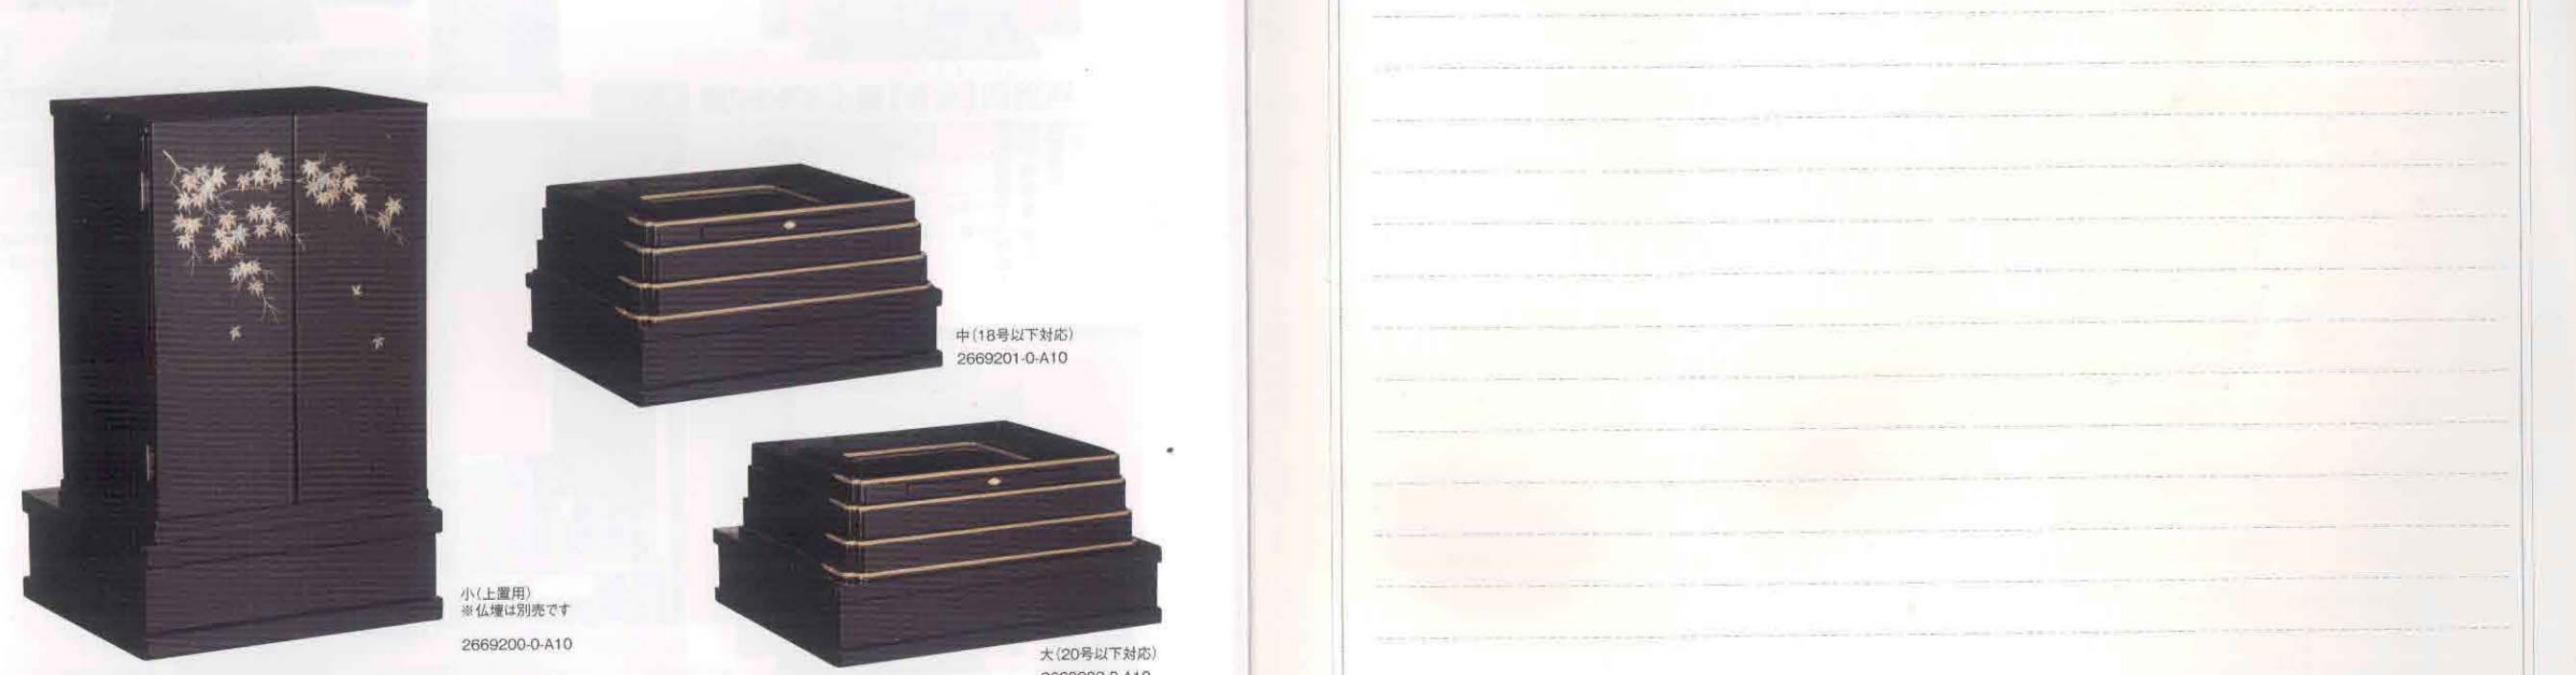 中(18号以下対応)
2669201-0-A10
小(上置用)
※仏壇は別売です
2669200-0-A10
大(20号以下対応)